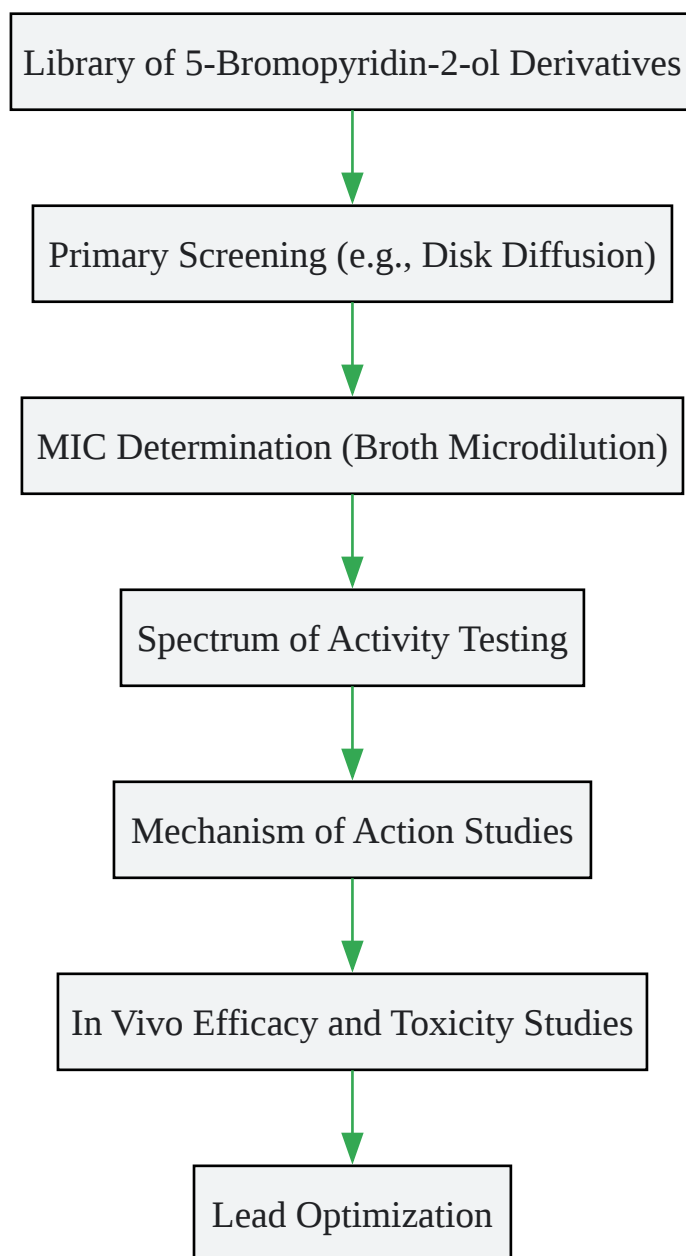 Library of 5-Bromopyridin-2-ol Derivatives
Primary Screening (e.g., Disk Diffusion)
MIC Determination (Broth Microdilution)
Spectrum of Activity Testing
Mechanism of Action Studies
In Vivo Efficacy and Toxicity Studies
Lead Optimization